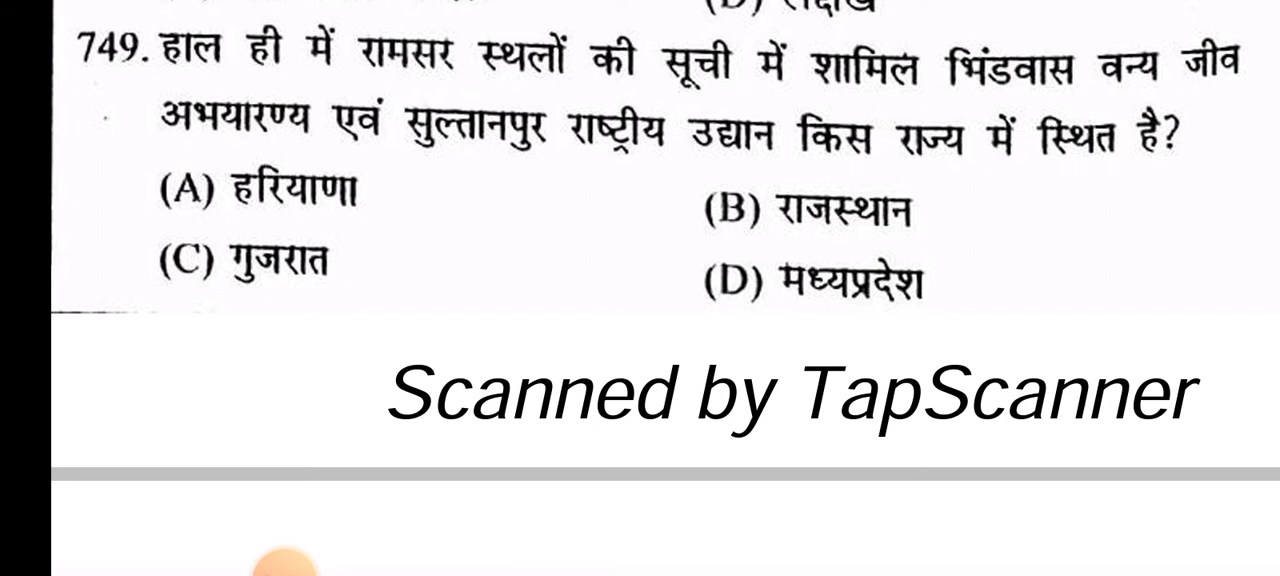 749. हाल ही में रामसर स्थलों की सूची में शामिल भिंडवास वन्य जीव
अभयारण्य एवं सुल्तानपुर राष्ट्रीय उद्यान किस राज्य में स्थित है?
(A) हरियाणा
(B) राजस्थान
(C) गुजरात
(D) मध्यप्रदेश
Scanned by TapScanner